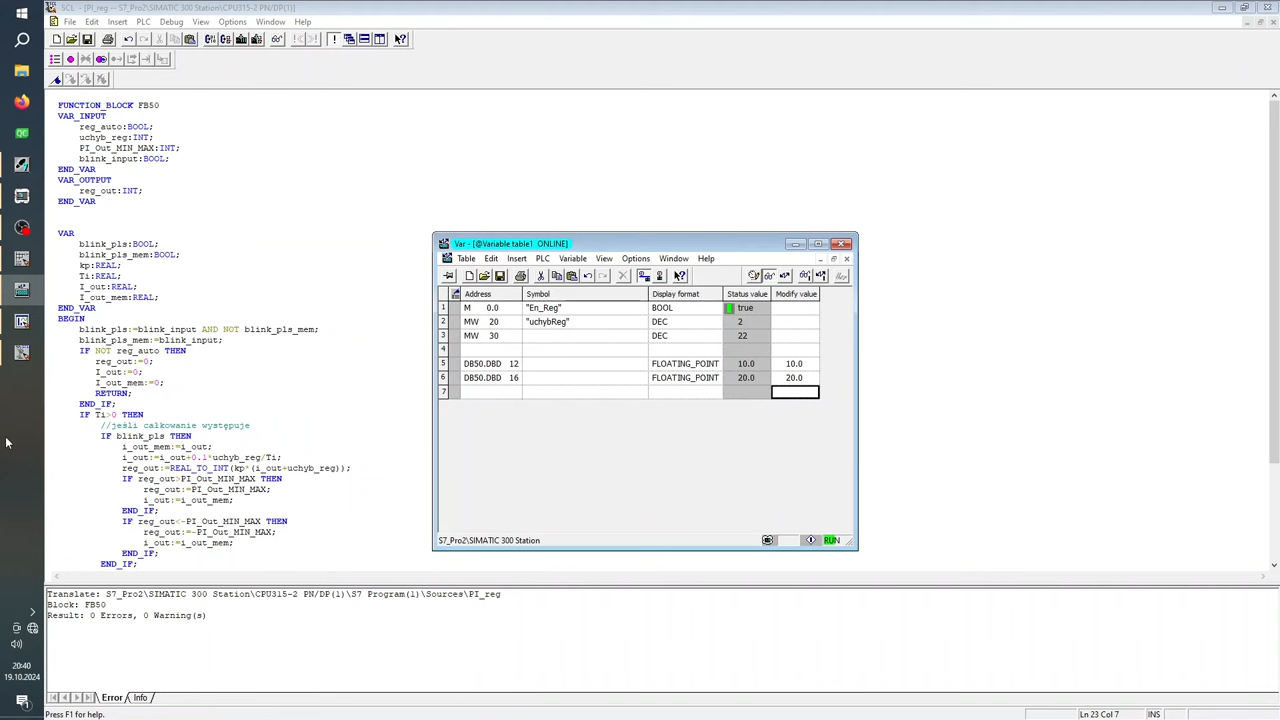 SCL - [PI_reg -- S7_Pro2\SIMATIC 300 Station\CPU315-2 PN/DP(1)]
File Edit Insert PLC Debug View Options Window Help
FUNCTION_BLOCK FB50
VAR_INPUT
reg_auto:BOOL;
uchyb_reg:INT;
PI_Out_MIN_MAX:INT;
blink_input:BOOL;
END_VAR
VAR_OUTPUT
reg_out:INT;
END_VAR
VAR
blink_pls:BOOL;
blink_pls_mem:BOOL;
kp:REAL;
Ti:REAL;
I_out:REAL;
I_out_mem:REAL;
END_VAR
BEGIN
blink_pls:=blink_input AND NOT blink_pls_mem;
blink_pls_mem:=blink_input;
IF NOT reg_auto THEN
reg_out:=0;
I_out:=0;
I_out_mem:=0;
RETURN;
END_IF;
IF Ti>0 THEN
//jeśli całkowanie występuje
IF blink_pls THEN
i_out_mem:=i_out;
i_out:=i_out+0.1*uchyb_reg/Ti;
reg_out:=REAL_TO_INT(kp*(i_out+uchyb_reg));
IF reg_out>PI_Out_MIN_MAX THEN
reg_out:=PI_Out_MIN_MAX;
i_out:=i_out_mem;
END_IF;
IF reg_out<-PI_Out_MIN_MAX THEN
reg_out:=-PI_Out_MIN_MAX;
i_out:=i_out_mem;
END_IF;
END_IF;
Var - [@Variable table1 ONLINE]
Table Edit Insert PLC Variable View Options Window Help
Address Symbol Display format Status value Modify value
1 M 0.0 "En_Reg" BOOL true
2 MW 20 "uchybReg" DEC 2
3 MW 30 DEC 22
4
5 DB50.DBD 12 FLOATING_POINT 10.0 10.0
6 DB50.DBD 16 FLOATING_POINT 20.0 20.0
7
S7_Pro2\SIMATIC 300 Station RUN
Translate: S7_Pro2\SIMATIC 300 Station\CPU315-2 PN/DP(1)\S7 Program(1)\Sources\PI_reg
Block: FB50
Result: 0 Errors, 0 Warning(s)
Error Info
Press F1 for help. Ln 23 Col 7 INS
20:40
19.10.2024